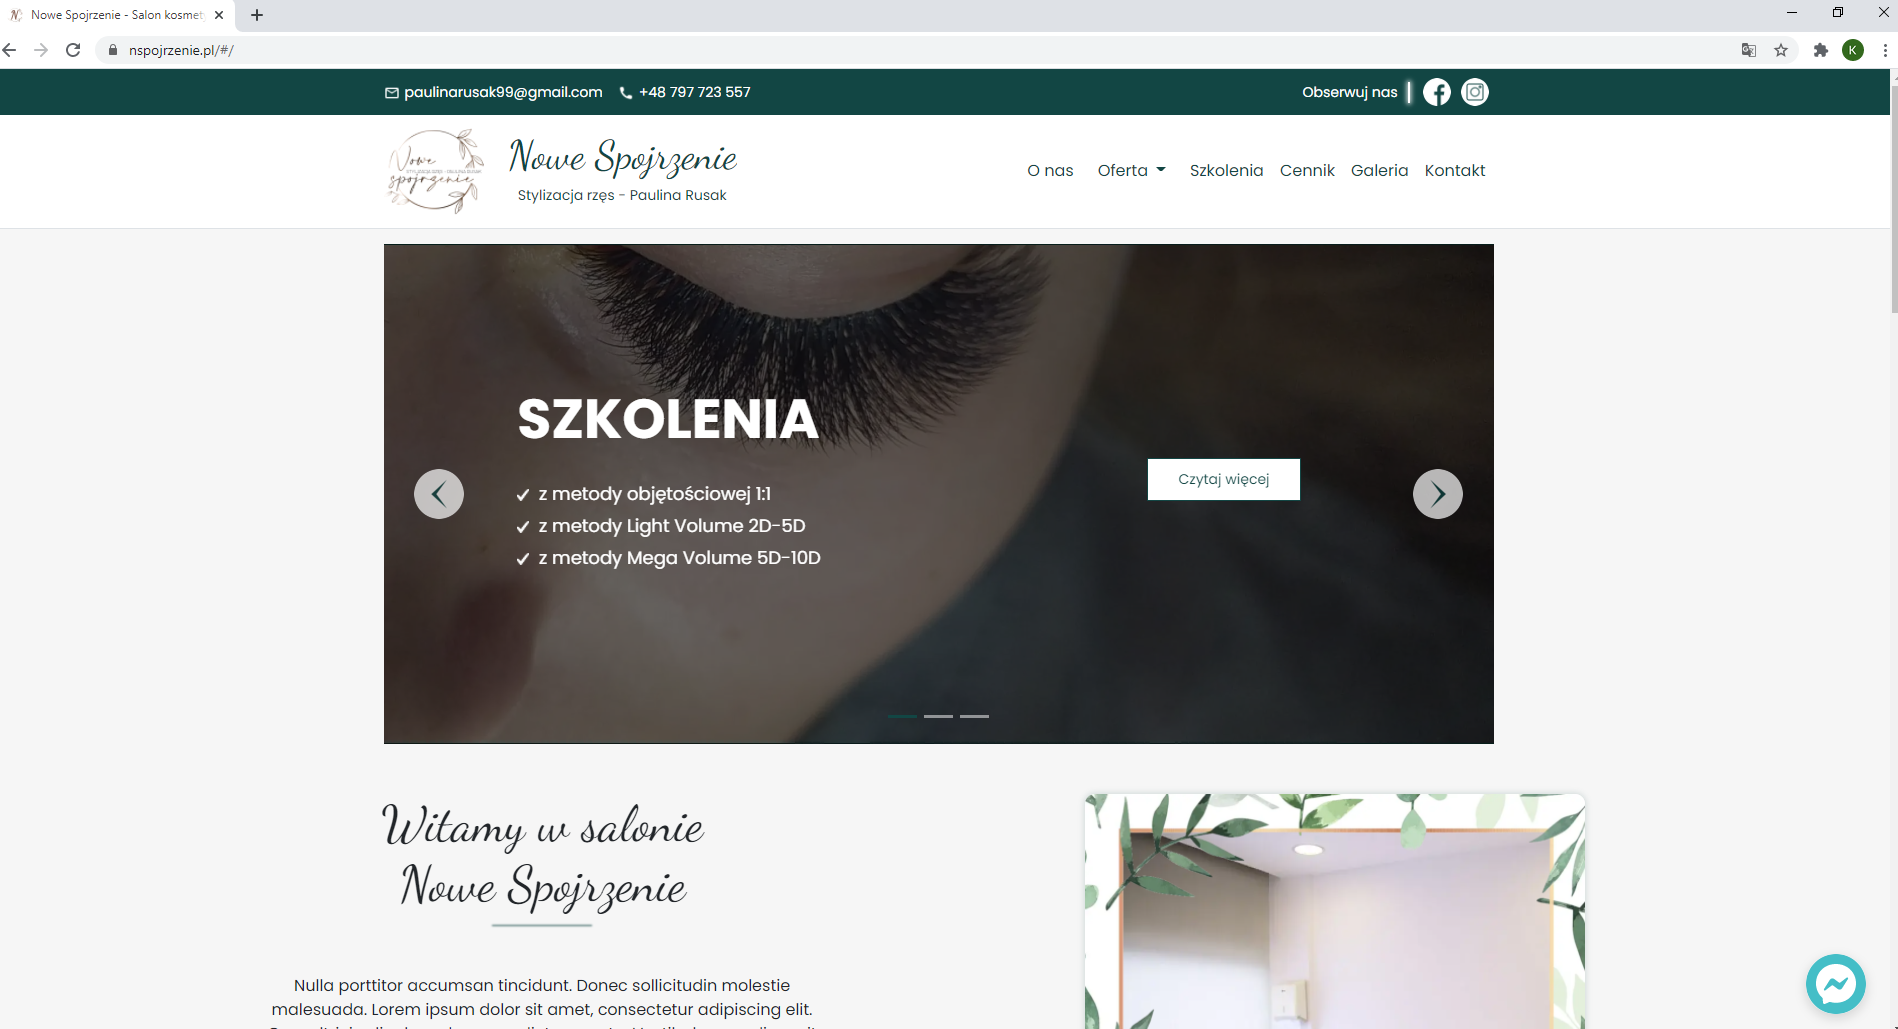 Nowe Spojrzenie - Salon kosmet
nspojrzenie.pl/#/
K
paulinarusak99@gmail.com +48 797 723 557
Obserwuj nas
Nowe
spojrzenie
Nowe Spojrzenie
Stylizacja rzęs - Paulina Rusak
O nas Oferta Szkolenia Cennik Galeria Kontakt
SZKOLENIA
z metody objętościowej 1:1
z metody Light Volume 2D-5D
z metody Mega Volume 5D-10D
Czytaj więcej
Witamy w salonie
Nowe Spojrzenie
Nulla porttitor accumsan tincidunt. Donec sollicitudin molestie
malesuada. Lorem ipsum dolor sit amet, consectetur adipiscing elit.